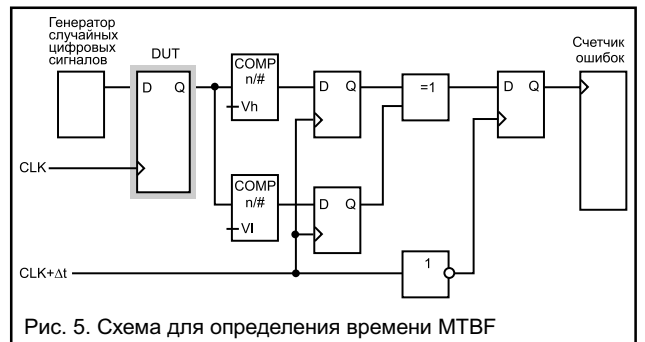 Генератор
случайных
цифровых
сигналов
DUT
D Q
CLK
COMP
n/#
Vh
COMP
n/#
Vl
D Q
D Q
=1
1
D Q
Счетчик
ошибок
CLK+Δt
Рис. 5. Схема для определения времени MTBF